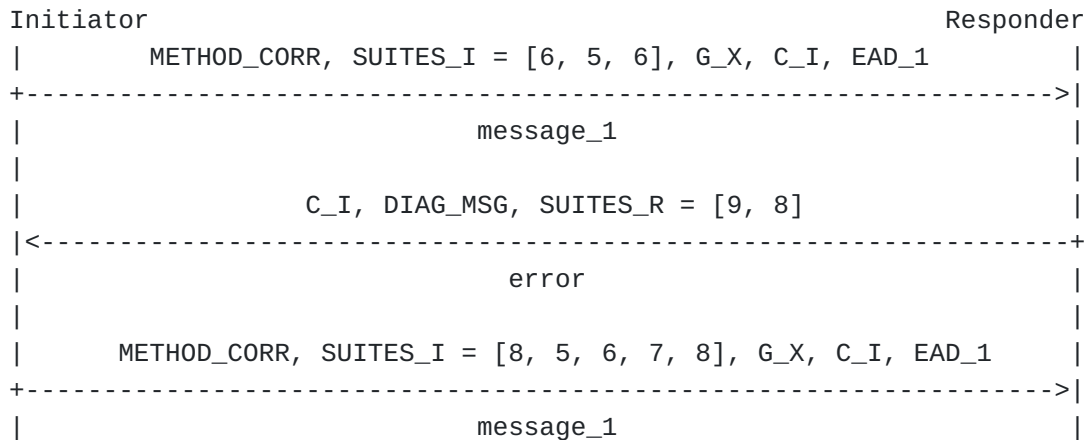 Initiator                                                   Responder
|        METHOD_CORR, SUITES_I = [6, 5, 6], G_X, C_I, EAD_1         |
+------------------------------------------------------------------>|
|                             message_1                             |
|                                                                   |
|                  C_I, DIAG_MSG, SUITES_R = [9, 8]                 |
|<------------------------------------------------------------------+
|                               error                               |
|                                                                   |
|      METHOD_CORR, SUITES_I = [8, 5, 6, 7, 8], G_X, C_I, EAD_1     |
+------------------------------------------------------------------>|
|                             message_1                             |